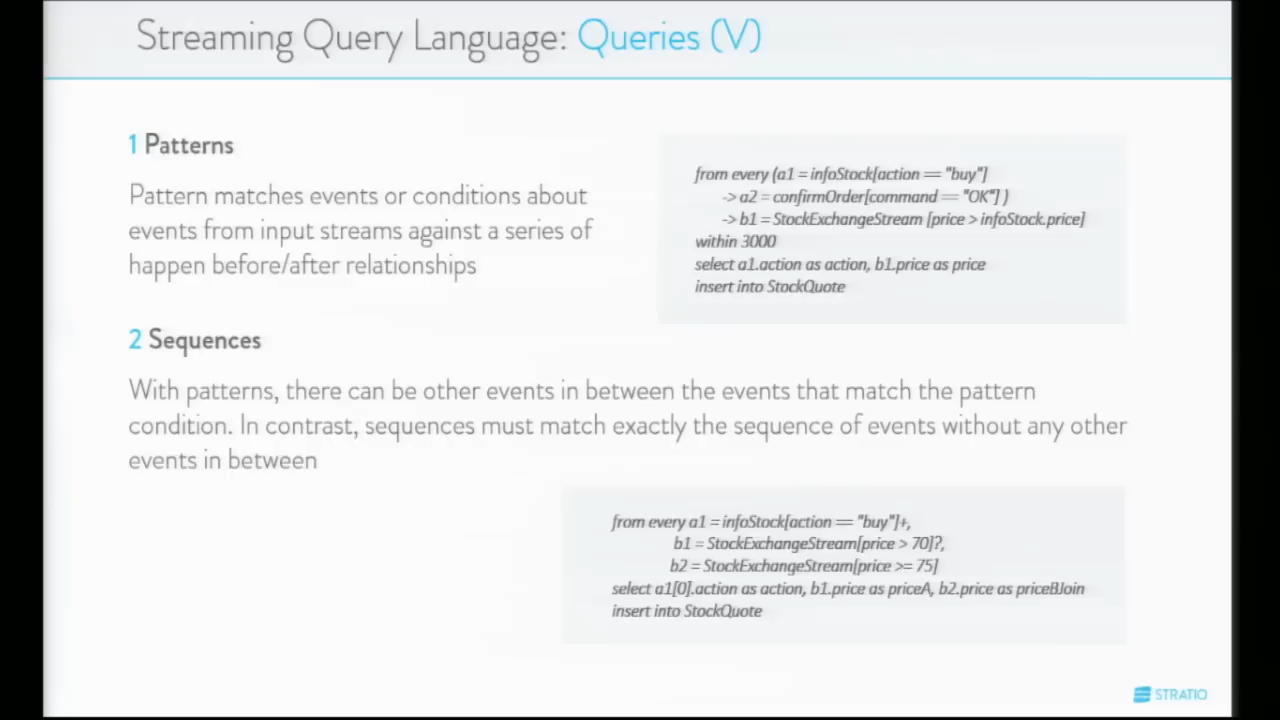 Streaming Query Language: Queries (V)
1 Patterns
Pattern matches events or conditions about
events from input streams against a series of
happen before/after relationships
from every (a1 = infoStock[action == "buy"]
-> a2 = confirmOrder[command == "OK"] )
-> b1 = StockExchangeStream [price > infoStock.price]
within 3000
select a1.action as action, b1.price as price
insert into StockQuote
2 Sequences
With patterns, there can be other events in between the events that match the pattern
condition. In contrast, sequences must match exactly the sequence of events without any other
events in between
from every a1 = infoStock[action == "buy"]+,
b1 = StockExchangeStream[price > 70]?,
b2 = StockExchangeStream[price >= 75]
select a1[0].action as action, b1.price as priceA, b2.price as priceBJoin
insert into StockQuote
STRATIO